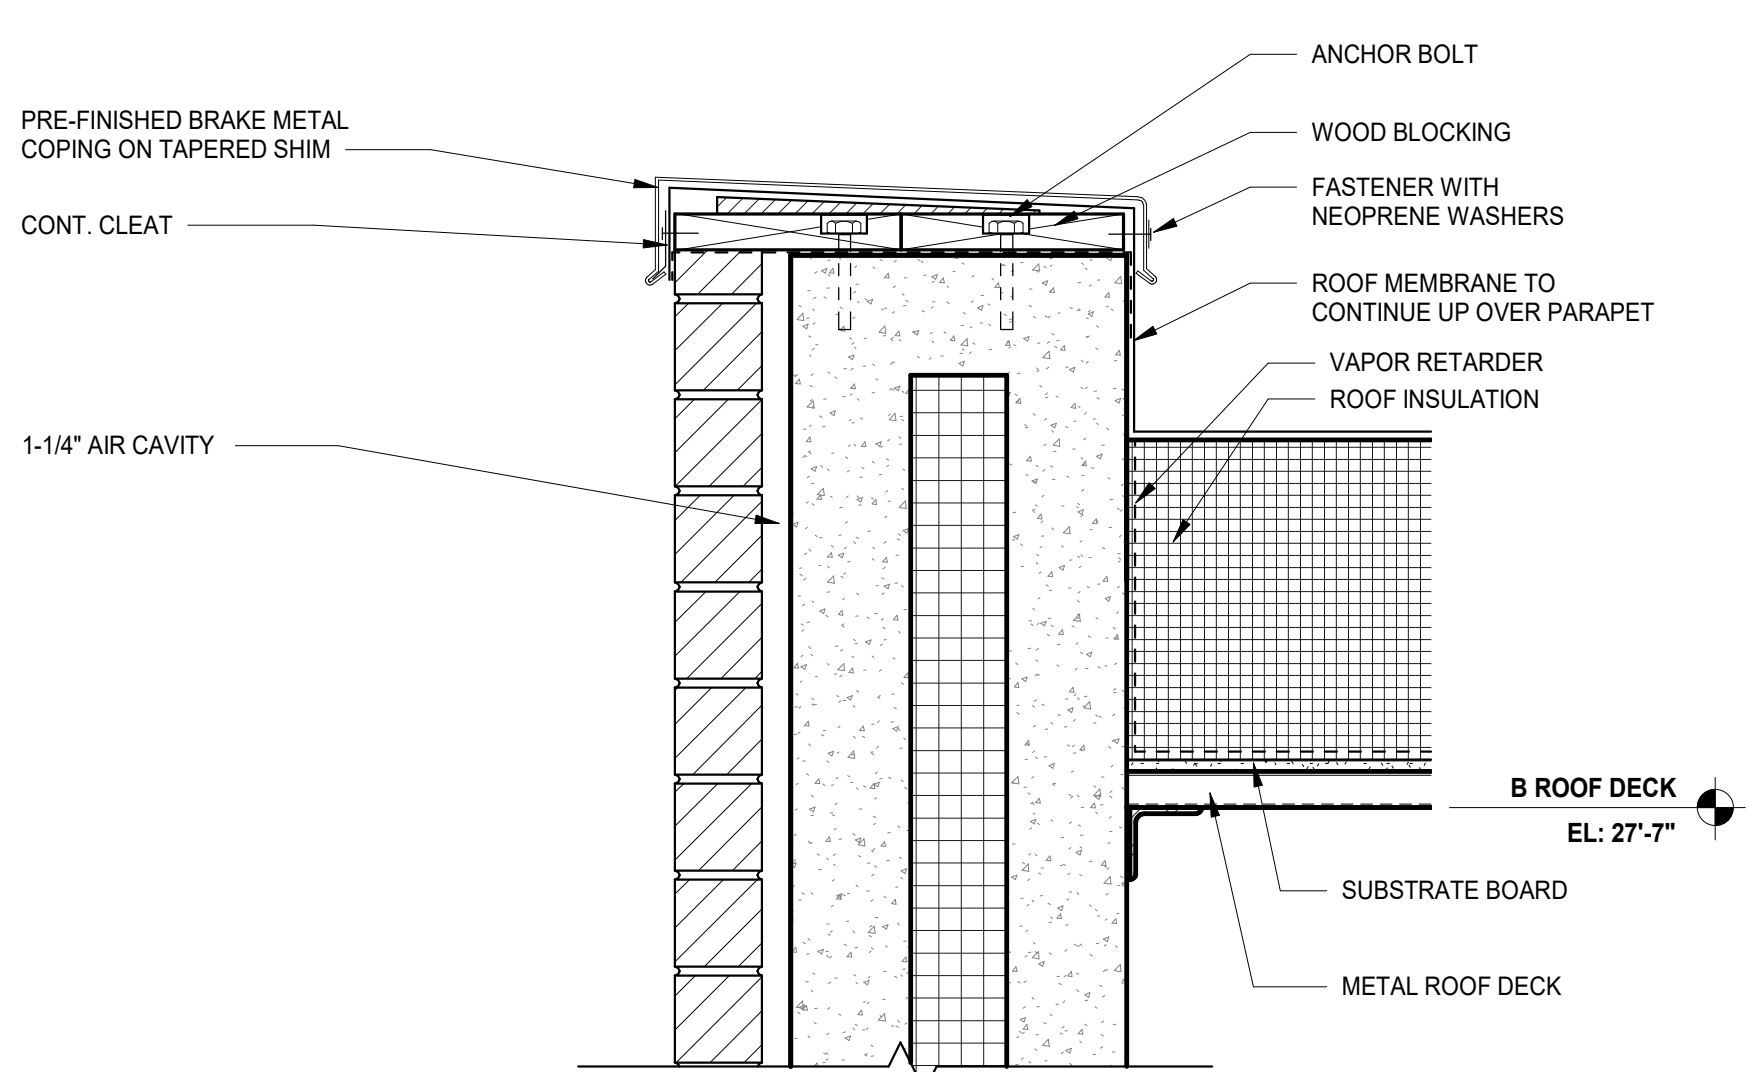 PRE-FINISHED BRAKE METAL
COPING ON TAPERED SHIM
CONT. CLEAT
1-1/4" AIR CAVITY
ANCHOR BOLT
WOOD BLOCKING
FASTENER WITH
NEOPRENE WASHERS
ROOF MEMBRANE TO
CONTINUE UP OVER PARAPET
VAPOR RETARDER
ROOF INSULATION
B ROOF DECK
EL: 27'-7"
SUBSTRATE BOARD
METAL ROOF DECK